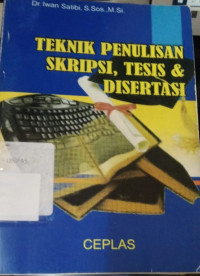 Dr. Iwan Satibi, S.Sos.,M.Si.
TEKNIK PENULISAN
SKRIPSI, TESIS &
DISERTASI
CEPLAS